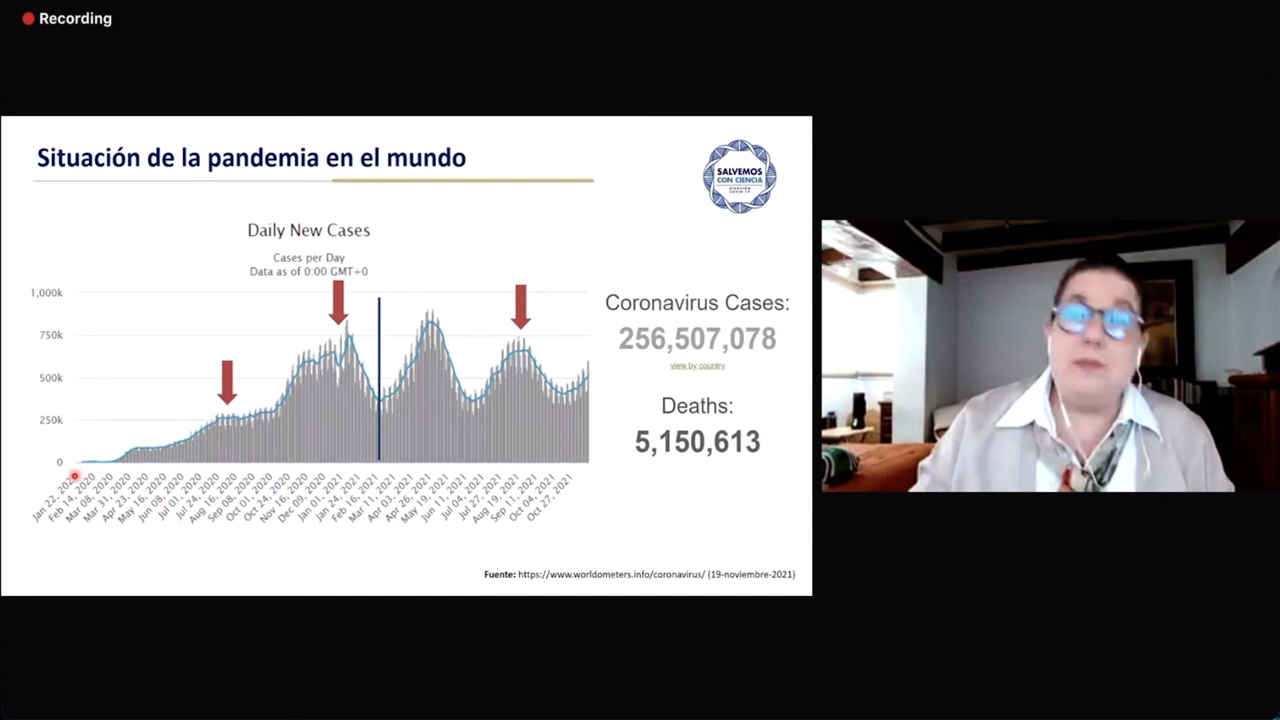 Recording
Situación de la pandemia en el mundo
SALVEMOS
CON CIENCIA
Daily New Cases
Cases per Day
Data as of 0:00 GMT+0
1,000k
750k
500k
250k
0
Jan 22, 2020
Feb 14, 2020
Mar 08, 2020
Mar 31, 2020
Apr 23, 2020
May 16, 2020
Jun 08, 2020
Jul 01, 2020
Jul 24, 2020
Aug 16, 2020
Sep 08, 2020
Oct 01, 2020
Oct 24, 2020
Nov 16, 2020
Dec 09, 2020
Jan 01, 2021
Jan 24, 2021
Feb 16, 2021
Mar 11, 2021
Apr 03, 2021
Apr 26, 2021
May 19, 2021
Jun 11, 2021
Jul 04, 2021
Jul 27, 2021
Aug 19, 2021
Sep 11, 2021
Oct 04, 2021
Oct 27, 2021
Coronavirus Cases:
256,507,078
view by country
Deaths:
5,150,613
Fuente: https://www.worldometers.info/coronavirus/ (19-noviembre-2021)